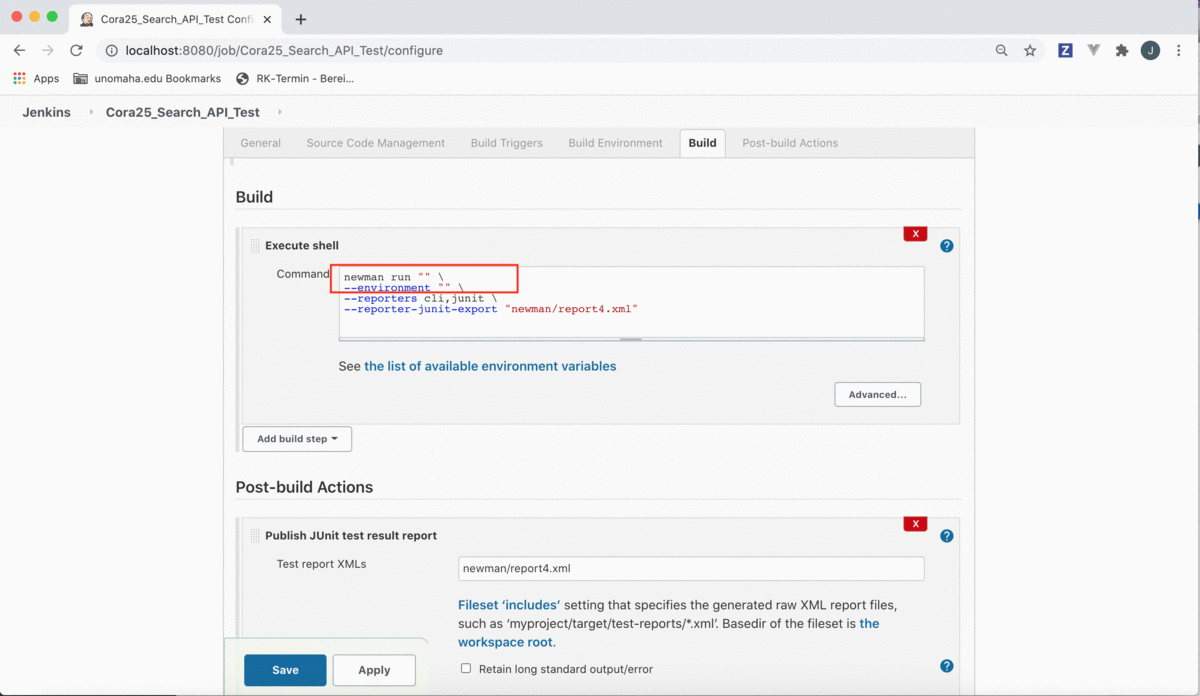 Cora25_Search_API_Test Confi
localhost:8080/job/Cora25_Search_API_Test/configure
Z
J
Apps
unomaha.edu Bookmarks
RK-Termin - Berei...
Jenkins
Cora25_Search_API_Test
General Source Code Management Build Triggers Build Environment Build Post-build Actions
Build
X
Execute shell
?
Command
newman run "" \
--environment "" \
--reporters cli,junit \
--reporter-junit-export "newman/report4.xml"
See the list of available environment variables
Advanced...
Add build step
Post-build Actions
X
Publish JUnit test result report
?
Test report XMLs
newman/report4.xml
Fileset ‘includes’ setting that specifies the generated raw XML report files,
such as ‘myproject/target/test-reports/*.xml’. Basedir of the fileset is the
workspace root.
Retain long standard output/error
?
Save Apply